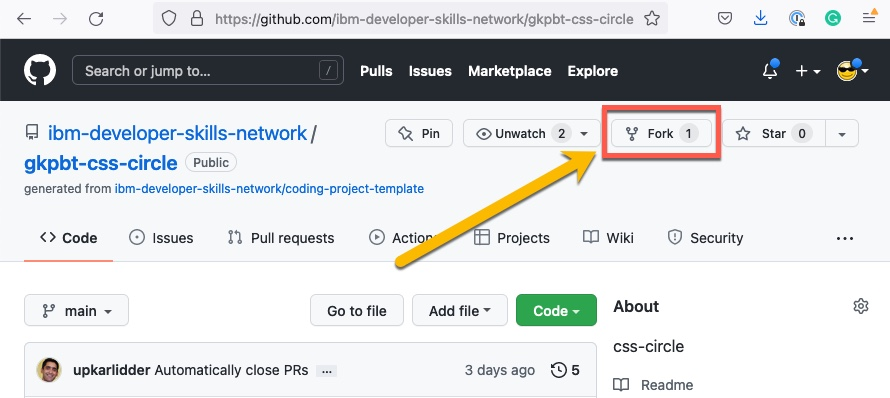 https://github.com/ibm-developer-skills-network/gkpbt-css-circle
Search or jump to... / Pulls Issues Marketplace Explore
ibm-developer-skills-network / Pin Unwatch 2 Fork 1 Star 0
gkpbt-css-circle Public
generated from ibm-developer-skills-network/coding-project-template
Code Issues Pull requests Actions Projects Wiki Security ...
main Go to file Add file Code About
css-circle
upkarlidder Automatically close PRs ... 3 days ago 5
Readme